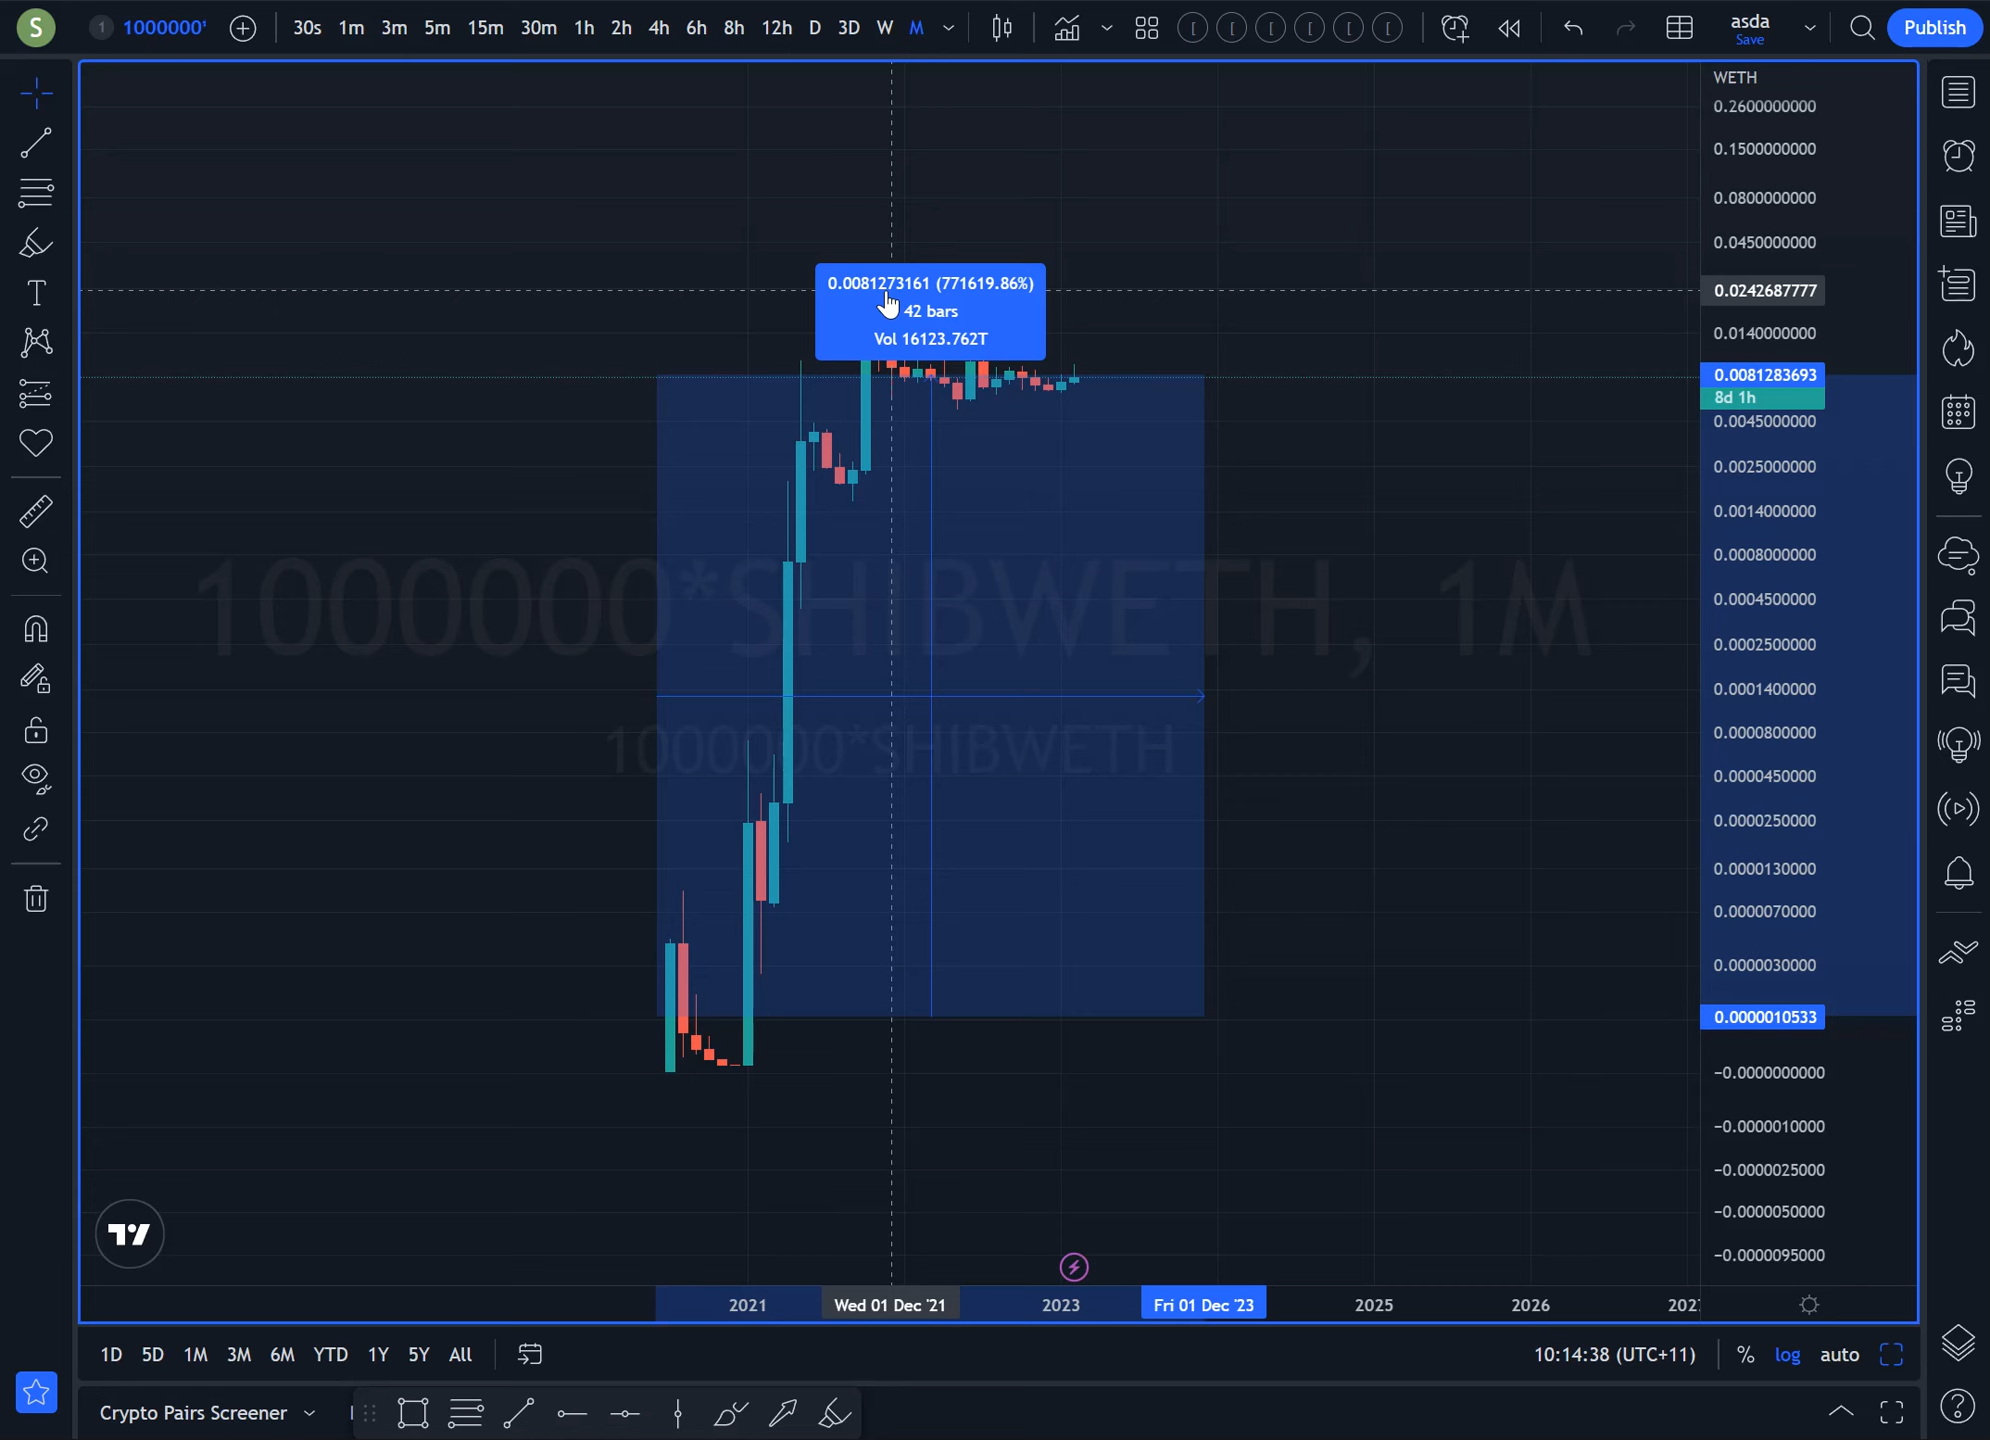 S
1
1000000*
30s 1m 3m 5m 15m 30m 1h 2h 4h 6h 8h 12h D 3D W M
asda
Save
Publish
WETH
0.2600000000
0.1500000000
0.0800000000
0.0450000000
0.0242687777
0.0140000000
0.0081283693
8d 1h
0.0045000000
0.0025000000
0.0014000000
0.0008000000
0.0004500000
0.0002500000
0.0001400000
0.0000800000
0.0000450000
0.0000250000
0.0000130000
0.0000070000
0.0000030000
0.0000010533
−0.0000000000
−0.0000010000
−0.0000025000
−0.0000050000
−0.0000095000
0.0081273161 (771619.86%)
42 bars
Vol 16123.762T
1000000*SHIBWETH, 1M
1000000*SHIBWETH
2021 Wed 01 Dec '21 2023 Fri 01 Dec '23 2025 2026
1D 5D 1M 3M 6M YTD 1Y 5Y All
10:14:38 (UTC+11) % log auto
Crypto Pairs Screener